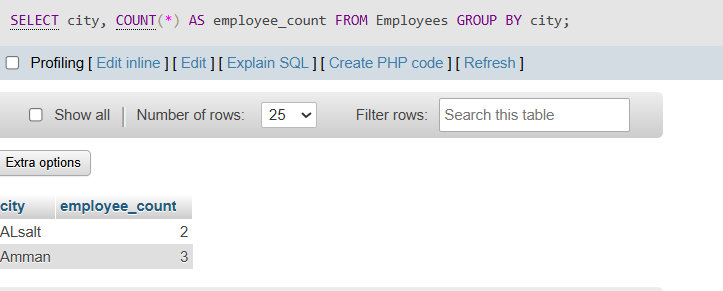 SELECT city, COUNT(*) AS employee_count FROM Employees GROUP BY city;
Profiling [ Edit inline ] [ Edit ] [ Explain SQL ] [ Create PHP code ] [ Refresh ]
Show all | Number of rows: 25 Filter rows: Search this table
Extra options
city employee_count
ALsalt 2
Amman 3